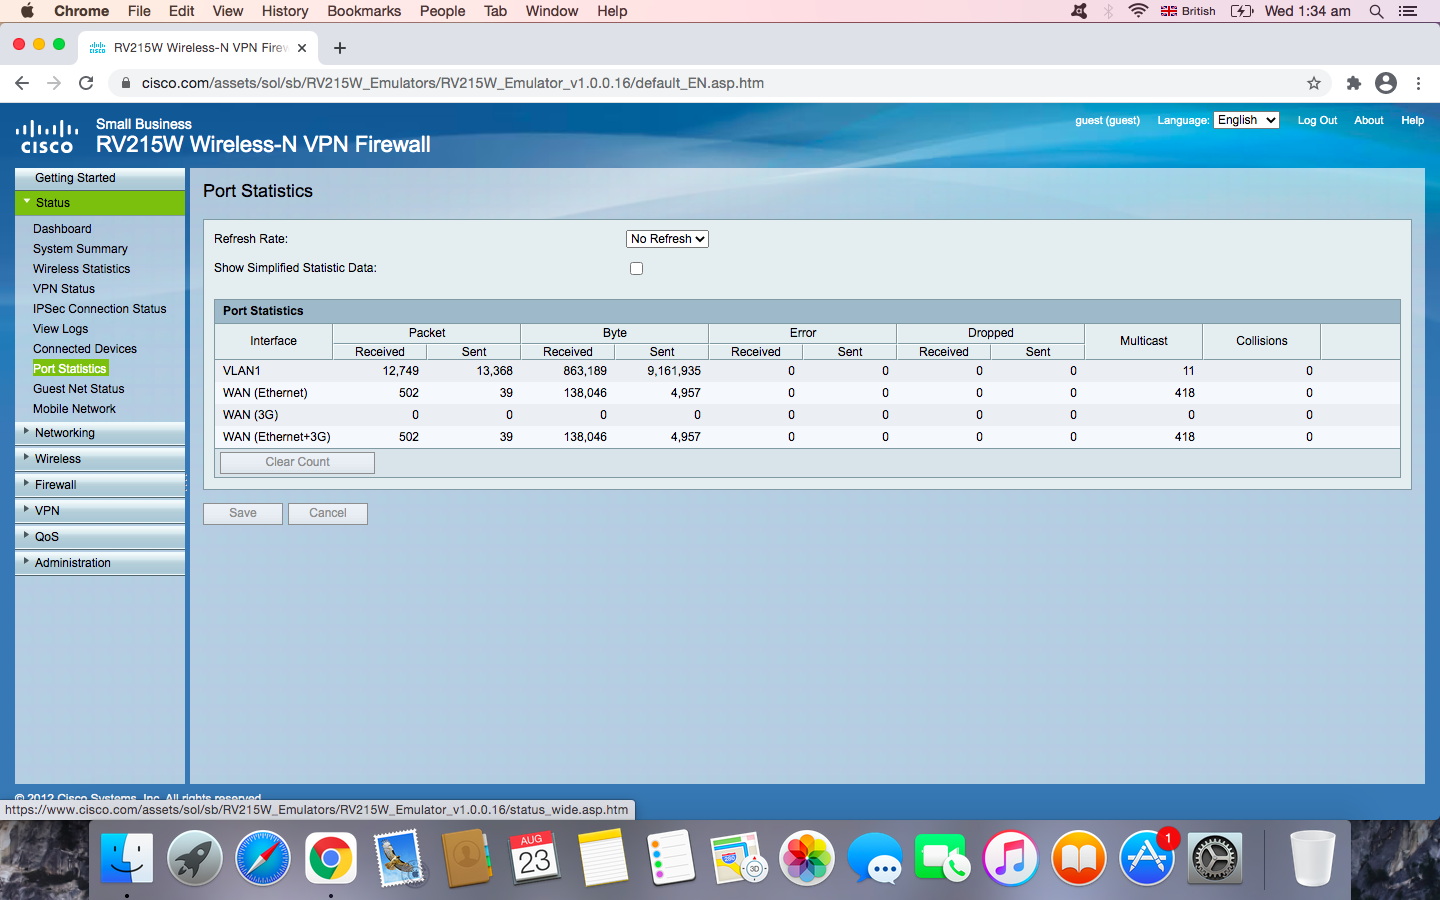 Chrome File Edit View History Bookmarks People Tab Window Help British Wed 1:34 am
RV215W Wireless-N VPN Firew
cisco.com/assets/sol/sb/RV215W_Emulators/RV215W_Emulator_v1.0.0.16/default_EN.asp.htm
Small Business
cisco RV215W Wireless-N VPN Firewall
guest (guest) Language: English Log Out About Help
Getting Started
Status
Dashboard
System Summary
Wireless Statistics
VPN Status
IPSec Connection Status
View Logs
Connected Devices
Port Statistics
Guest Net Status
Mobile Network
Networking
Wireless
Firewall
VPN
QoS
Administration
Port Statistics
Refresh Rate: No Refresh
Show Simplified Statistic Data:
Port Statistics
Interface Packet Byte Error Dropped Multicast Collisions
Received Sent Received Sent Received Sent Received Sent
VLAN1 12,749 13,368 863,189 9,161,935 0 0 0 0 11 0
WAN (Ethernet) 502 39 138,046 4,957 0 0 0 0 418 0
WAN (3G) 0 0 0 0 0 0 0 0 0 0
WAN (Ethernet+3G) 502 39 138,046 4,957 0 0 0 0 418 0
Clear Count
Save Cancel
© 2012 Cisco Systems, Inc. All rights reserved.
https://www.cisco.com/assets/sol/sb/RV215W_Emulators/RV215W_Emulator_v1.0.0.16/status_wide.asp.htm
AUG
23
280
3D
1